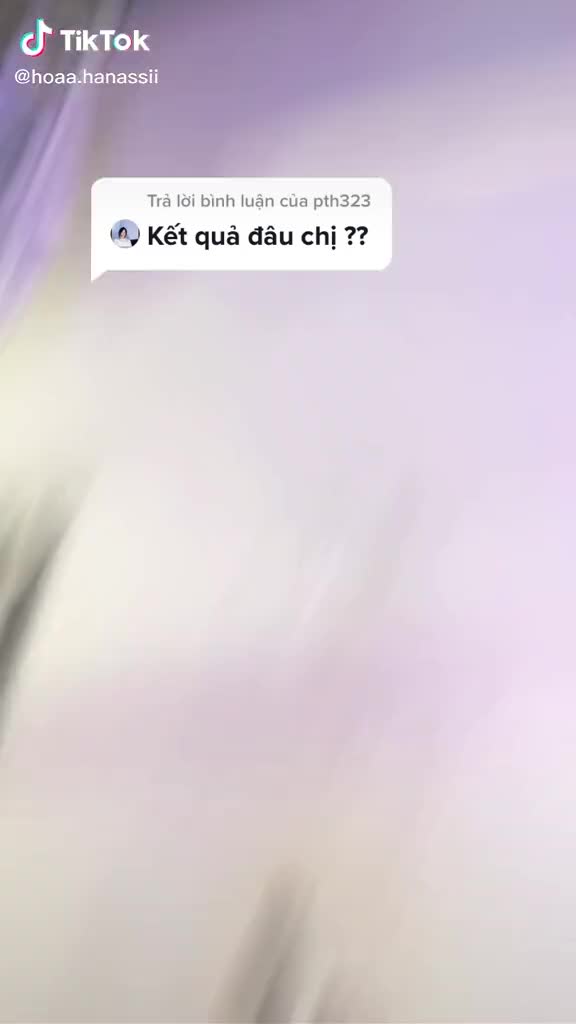 TikTok
@hoaa.hanassii
Trả lời bình luận của pth323
Kết quả đâu chị ??